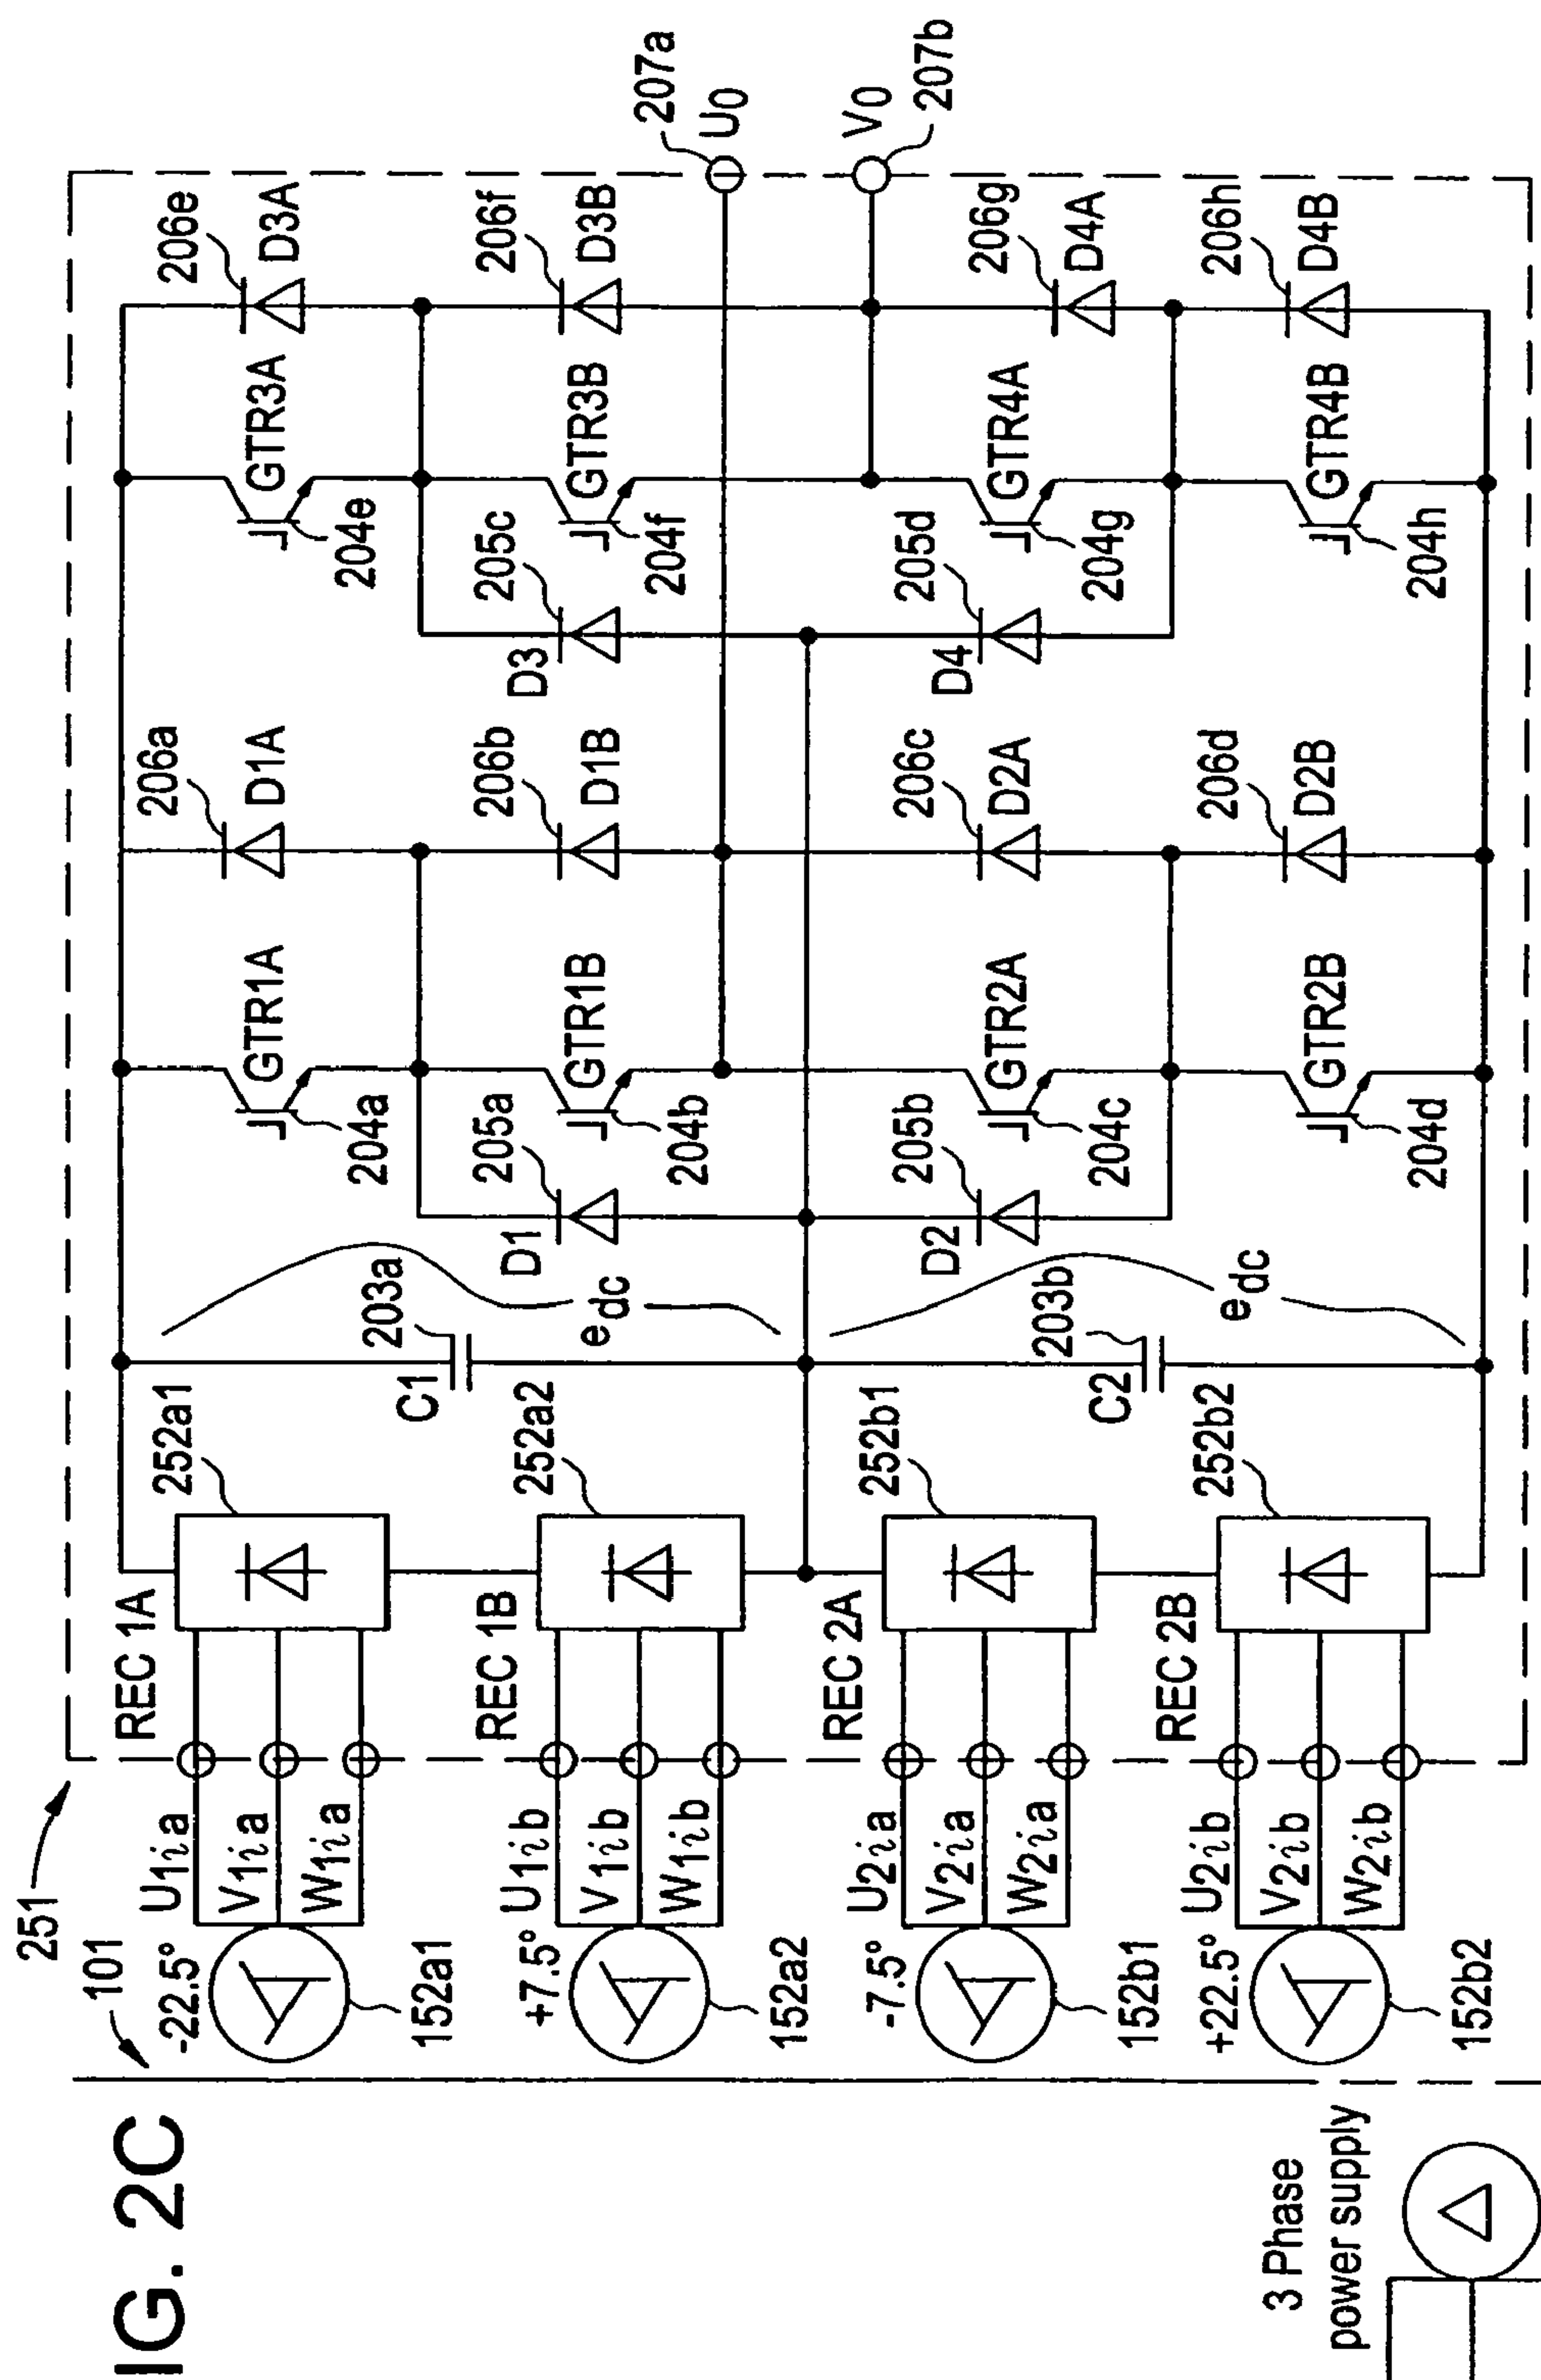 IG. 2C
251
101
-22.5°
152a1
U1ia
V1ia
W1ia
REC 1A
252a1
+7.5°
152a2
U1ib
V1ib
W1ib
REC 1B
252a2
-7.5°
152b1
U2ia
V2ia
W2ia
REC 2A
252b1
+22.5°
152b2
U2ib
V2ib
W2ib
REC 2B
252b2
3 Phase
power supply
C1
203a
edc
C2
203b
edc
D1
205a
D2
205b
GTR1A
204a
GTR1B
204b
GTR2A
204c
GTR2B
204d
206a
D1A
206b
D1B
206c
D2A
206d
D2B
D3
205c
D4
205d
GTR3A
204e
GTR3B
204f
GTR4A
204g
GTR4B
204h
206e
D3A
206f
D3B
206g
D4A
206h
D4B
207a
U0
V0
207b